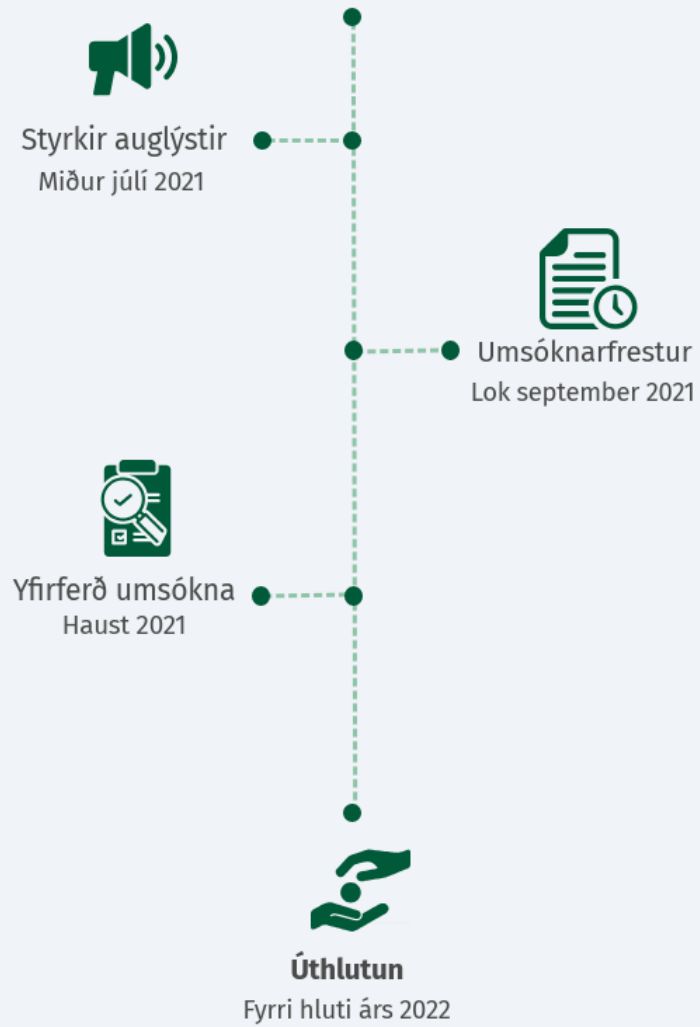 Styrkir auglýstir
Miður júlí 2021
Umsóknarfrestur
Lok september 2021
Yfirferð umsókna
Haust 2021
Úthlutun
Fyrri hluti árs 2022